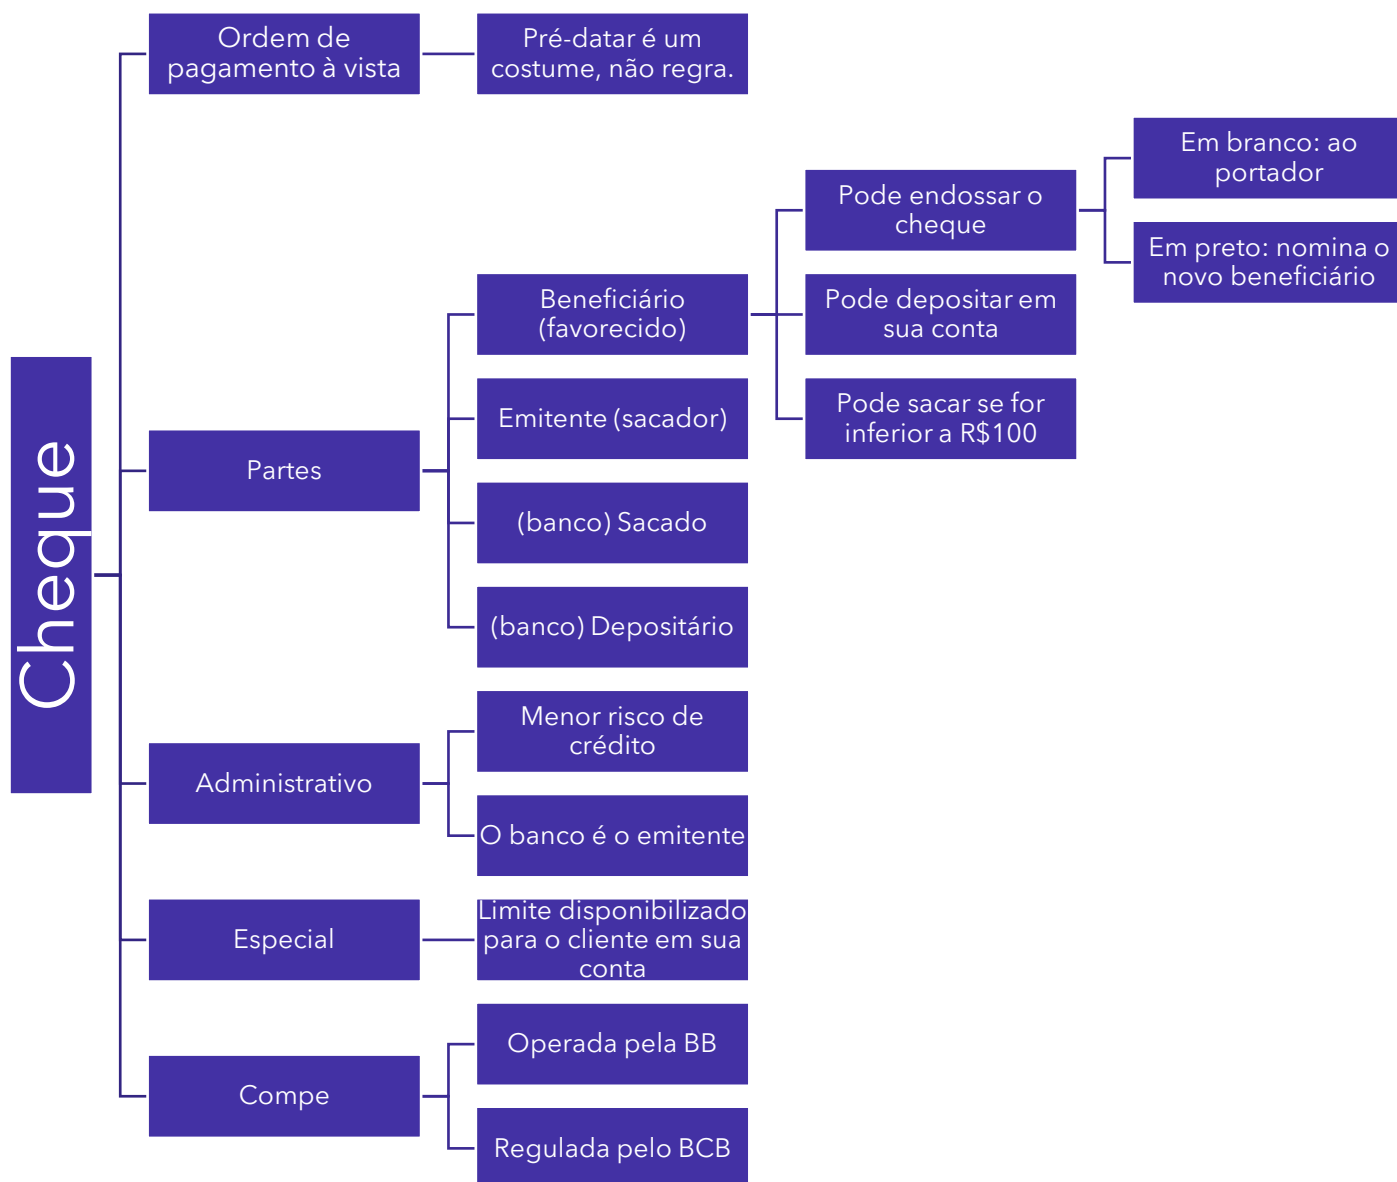 Cheque
Ordem de
pagamento à vista
Pré-datar é um
costume, não regra.
Partes
Beneficiário
(favorecido)
Pode endossar o
cheque
Em branco: ao
portador
Em preto: nomina o
novo beneficiário
Pode depositar em
sua conta
Pode sacar se for
inferior a R$100
Emitente (sacador)
(banco) Sacado
(banco) Depositário
Administrativo
Menor risco de
crédito
O banco é o emitente
Especial
Limite disponibilizado
para o cliente em sua
conta
Compe
Operada pela BB
Regulada pelo BCB